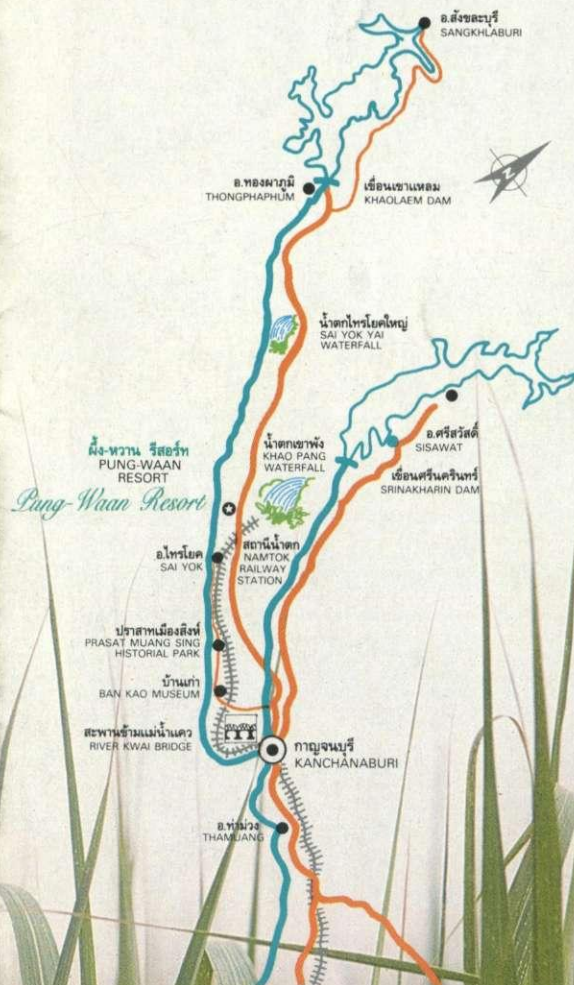 อ.สังขละบุรี
SANGKHLABURI
อ.ทองผาภูมิ
THONGPHAPHUM
เขื่อนเขาแหลม
KHAOLAEM DAM
น้ำตกไทรโยคใหญ่
SAI YOK YAI
WATERFALL
ผึ้ง-หวาน รีสอร์ท
PUNG-WAAN
RESORT
Pung-Waan Resort
น้ำตกเขาพัง
KHAO PANG
WATERFALL
อ.ศรีสวัสดิ์
SISAWAT
เขื่อนศรีนครินทร์
SRINAKHARIN DAM
อ.ไทรโยค
SAI YOK
สถานีน้ำตก
NAMTOK
RAILWAY
STATION
ปราสาทเมืองสิงห์
PRASAT MUANG SING
HISTORIAL PARK
บ้านเก่า
BAN KAO MUSEUM
สะพานข้ามแม่น้ำแคว
RIVER KWAI BRIDGE
กาญจนบุรี
KANCHANABURI
อ.ท่าม่วง
THAMUANG